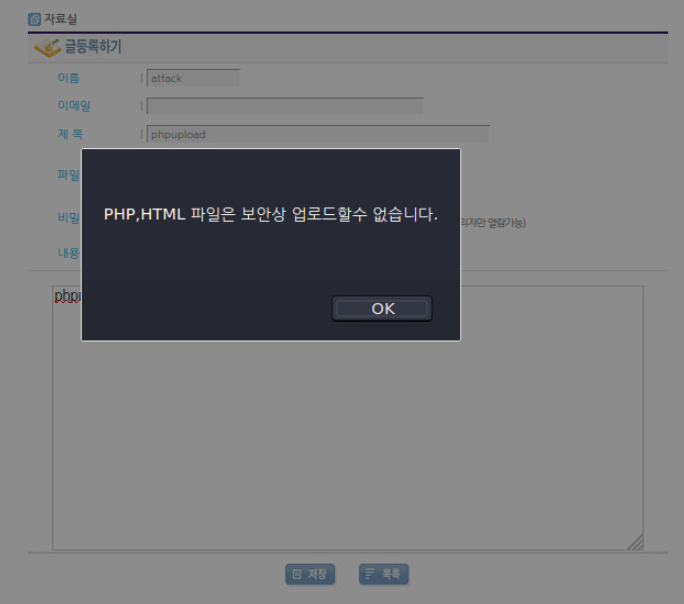 자료실
글등록하기
이름 attack
이메일
제 목 phpupload
파일
PHP,HTML 파일은 보안상 업로드할수 없습니다.
비밀 리자만 열람가능)
내용
OK
저장 목록